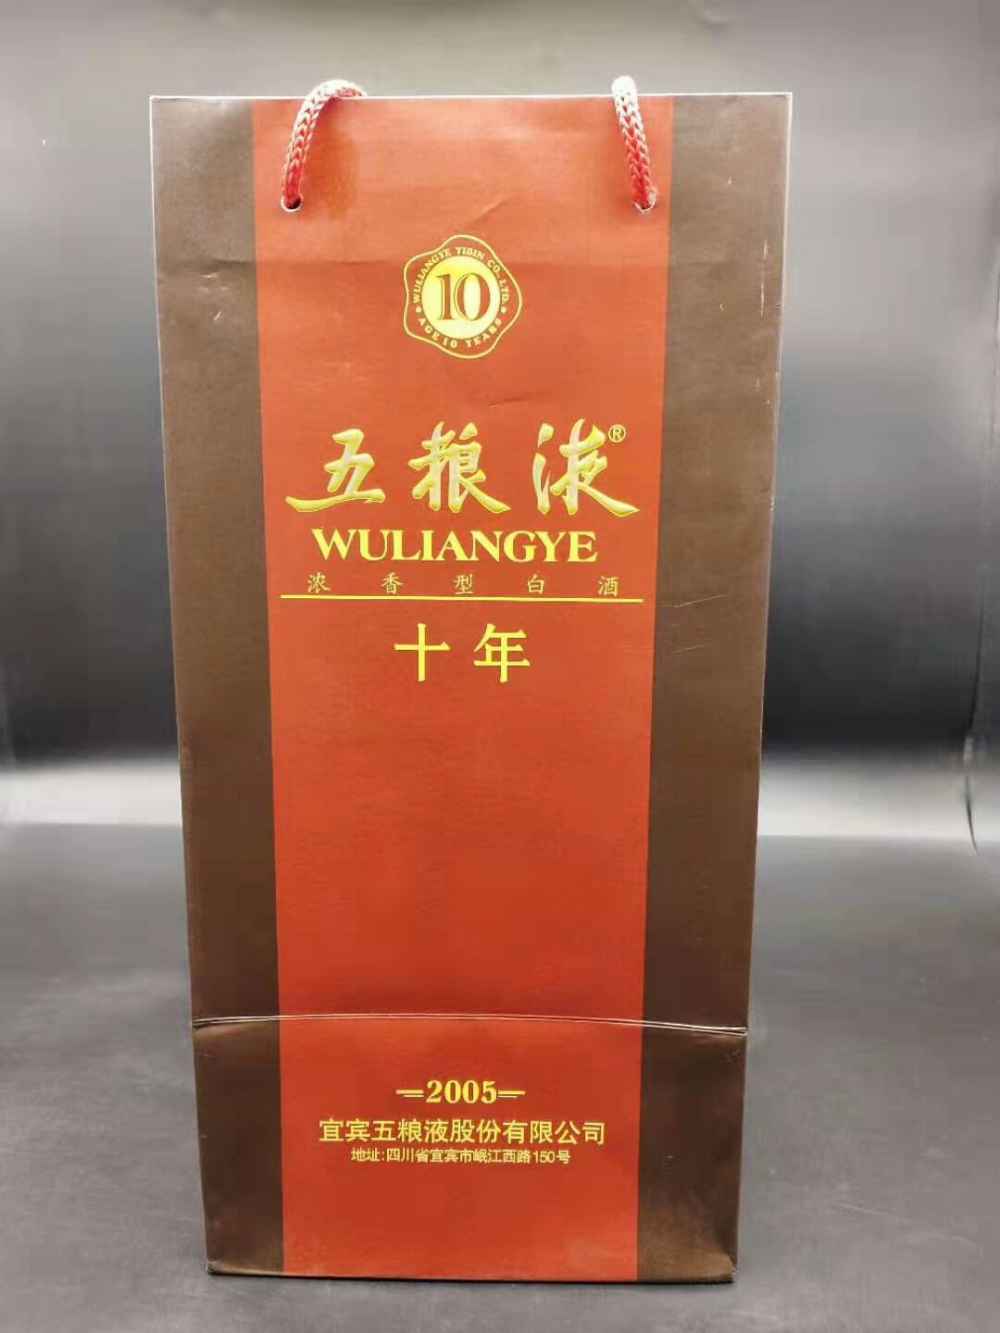 WULIANGYE YIBIN CO., LTD.
10
AGE 10 YEARS
五粮液®
WULIANGYE
浓香型白酒
十年
2005
宜宾五粮液股份有限公司
地址:四川省宜宾市岷江西路150号